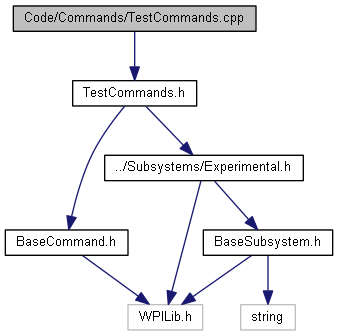 Code/Commands/TestCommands.cpp
TestCommands.h
../Subsystems/Experimental.h
BaseCommand.h
BaseSubsystem.h
WPILib.h
string